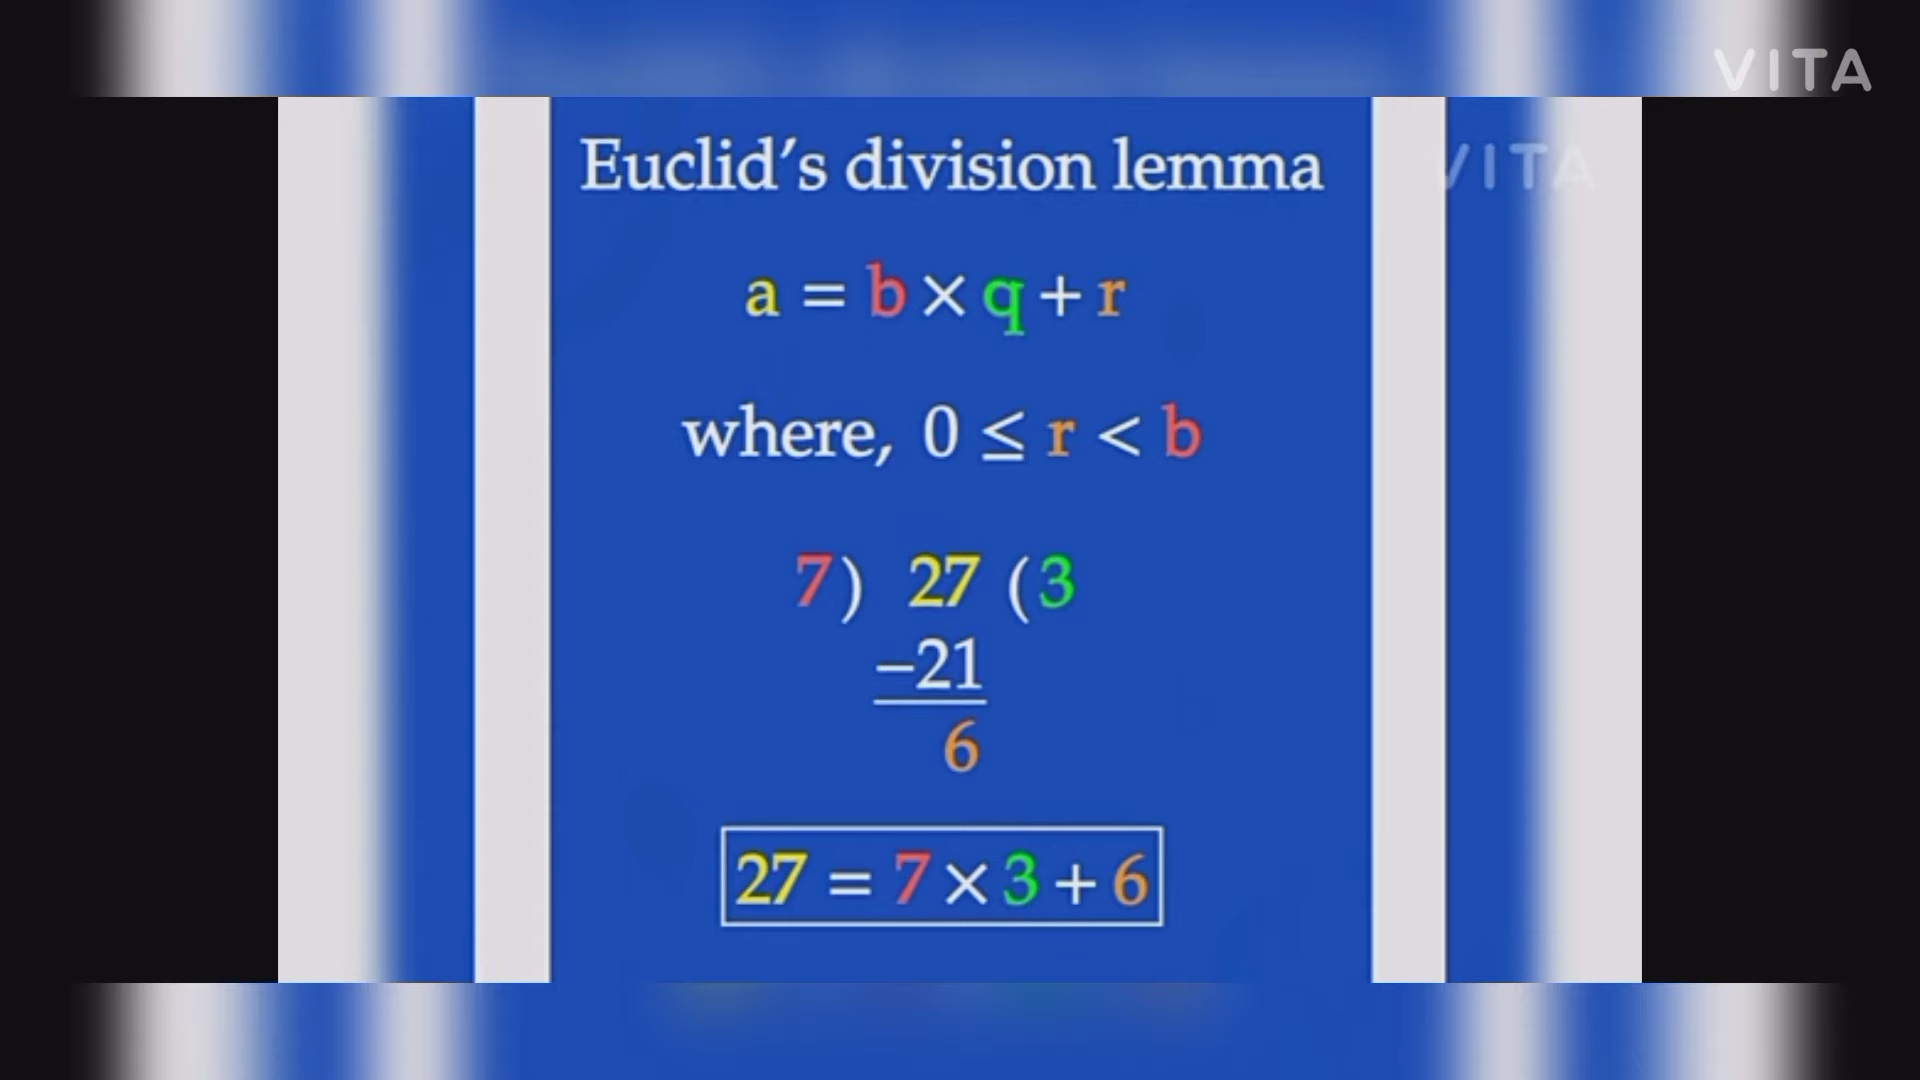 VITA
Euclid's division lemma
VITA
a = b × q + r
where, 0 ≤ r < b
7) 27 (3
−21
6
27 = 7 × 3 + 6